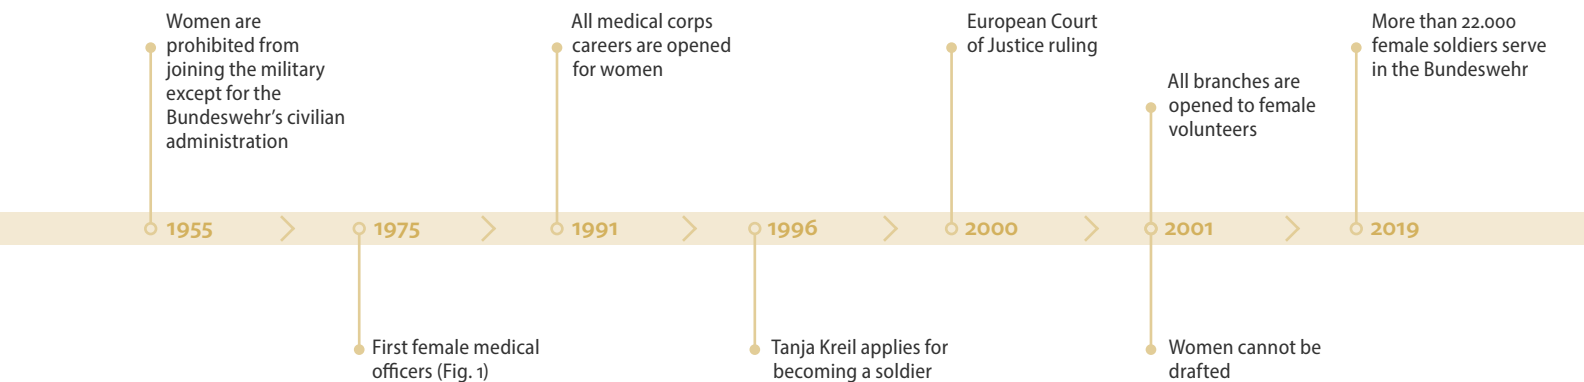 Women are
prohibited from
joining the military
except for the
Bundeswehr's civilian
administration
All medical corps
careers are opened
for women
European Court
of Justice ruling
All branches are
opened to female
volunteers
More than 22.000
female soldiers serve
in the Bundeswehr
1955
1975
1991
1996
2000
2001
2019
First female medical
officers (Fig. 1)
Tanja Kreil applies for
becoming a soldier
Women cannot be
drafted